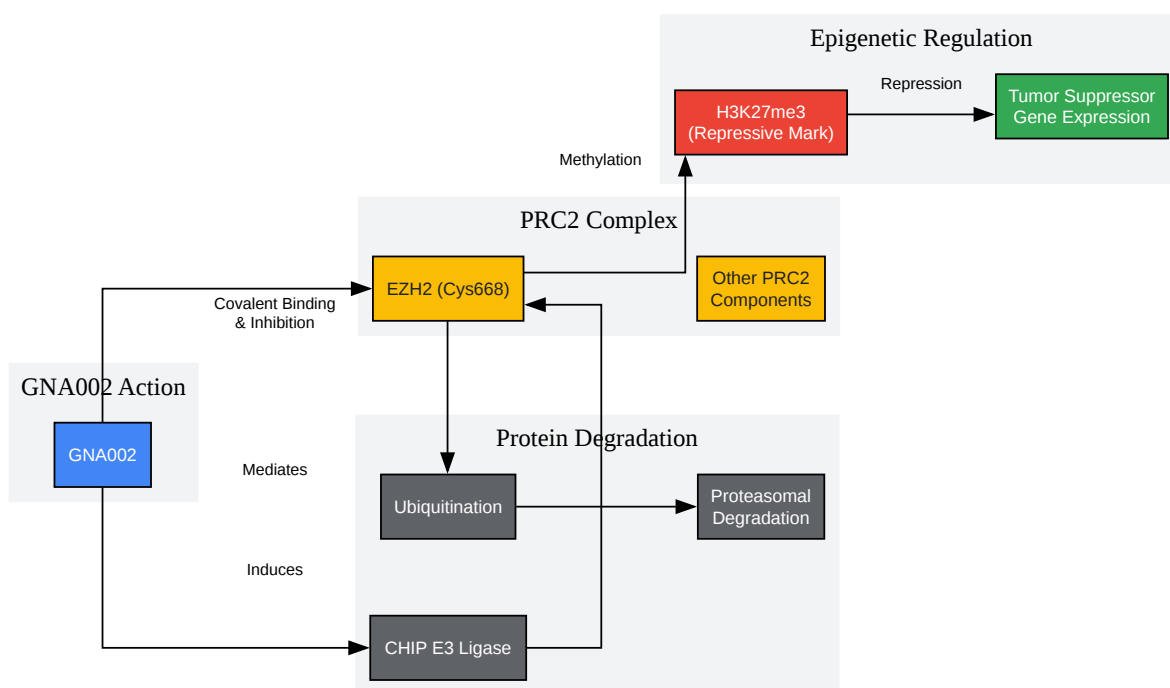 Epigenetic Regulation
Repression
H3K27me3
(Repressive Mark)
Tumor Suppressor
Gene Expression
Methylation
PRC2 Complex
EZH2 (Cys668)
Other PRC2
Components
Covalent Binding
& Inhibition
GNA002 Action
GNA002
Protein Degradation
Mediates
Ubiquitination
Proteasomal
Degradation
Induces
CHIP E3 Ligase